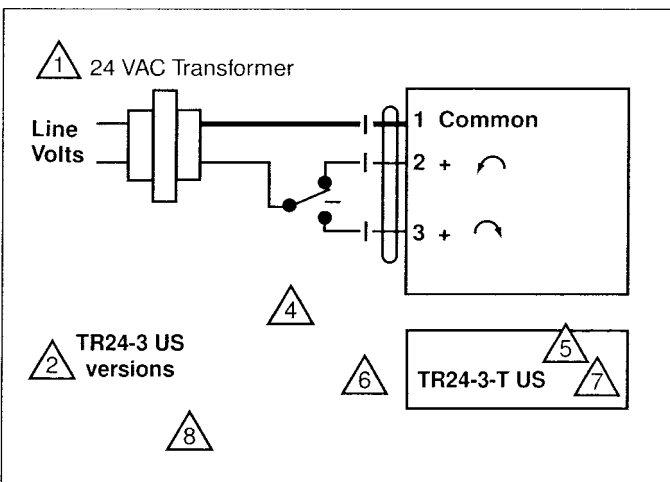 1 24 VAC Transformer
Line
Volts
1 Common
2 +
3 +
4
2 TR24-3 US
versions
5
6
TR24-3-T US
7
8